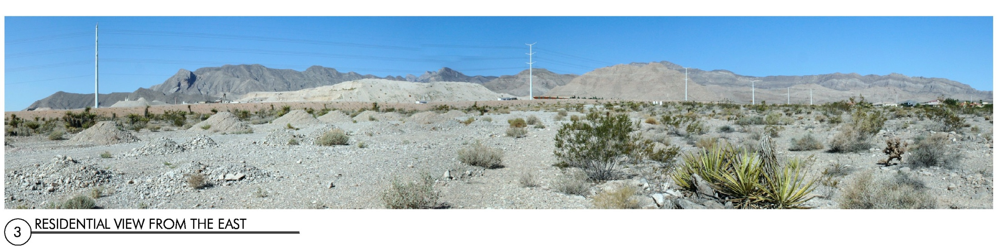 3
RESIDENTIAL VIEW FROM THE EAST